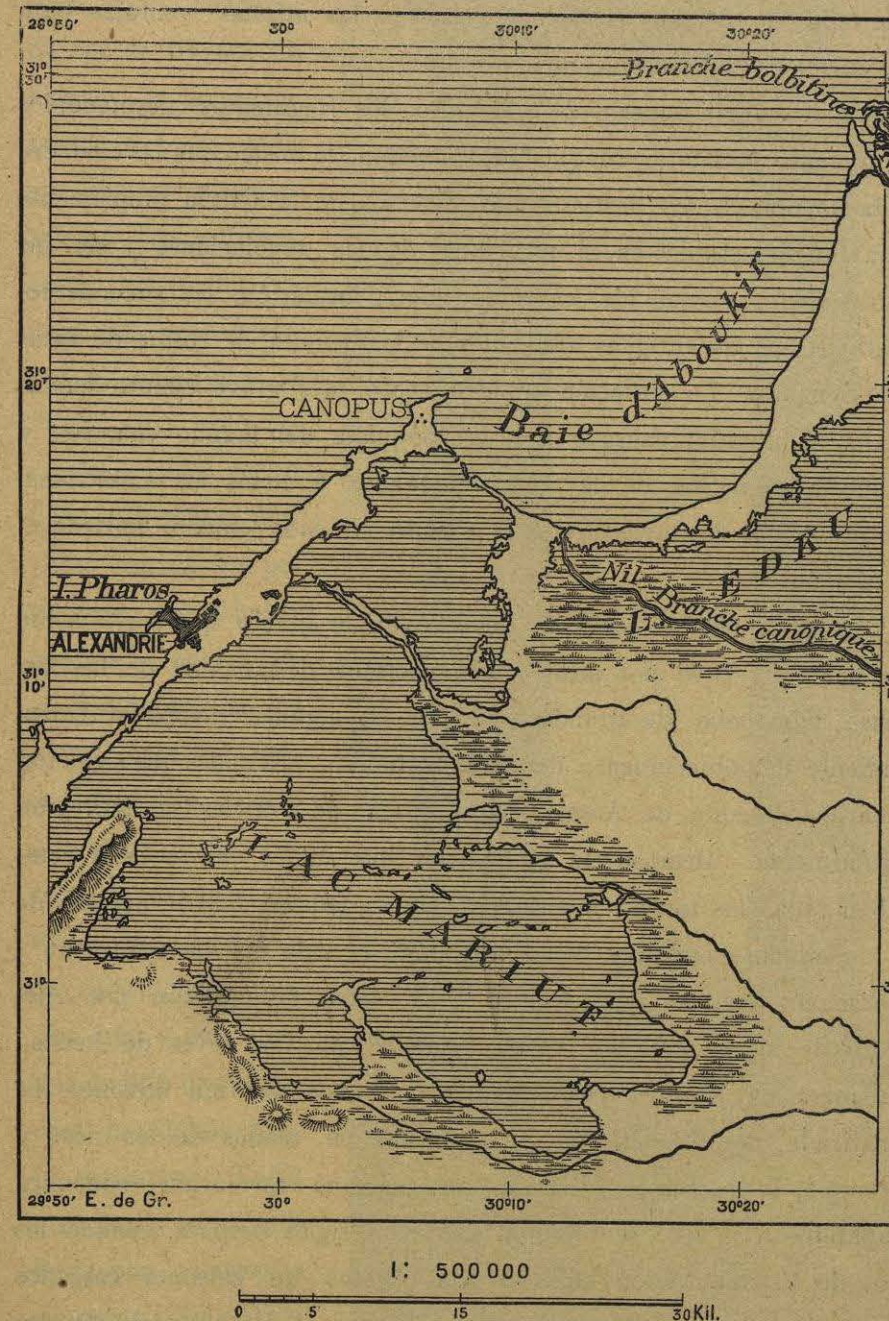 29°50' 30° 30°10' 30°20'
31° 30'
Branche bolbitine
31° 20'
CANOPUS
Baie d'Aboukir
L. EDKU
Nil Branche canopique
I. Pharos
ALEXANDRIE
31° 10'
LAC MARIUT
31°
29°50' E. de Gr. 30° 30°10' 30°20'
1: 500 000
0 5 15 30 Kil.